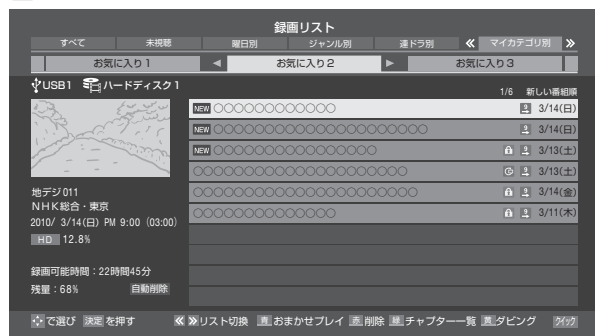 録画リスト
すべて 未視聴 曜日別 ジャンル別 連ドラ別 ≪ マイカテゴリ別 ≫
お気に入り1 ◀ お気に入り2 ▶ お気に入り3
USB1 ハードディスク1
1/6 新しい番組順
NEW ○○○○○○○○○○○○ 3/14(日)
NEW ○○○○○○○○○○○○○○○○○○○○○ 3/14(日)
NEW ○○○○○○○○○○○○○○○○ 3/13(土)
○○○○○○○○○○○○○○○○○○○○○ 3/13(土)
○○○○○○○○○○○○○○○○○○○○○○ 3/14(金)
○○○○○○○○○○○○○○ 3/11(木)
地デジ011
NHK総合・東京
2010/ 3/14(日) PM 9:00 (03:00)
HD 12.8%
録画可能時間：22時間45分
残量：68% 自動削除
で選び 決定 を押す ≪ ≫リスト切換 青 おまかせプレイ 赤 削除 緑 チャプター一覧 黄 ダビング クイック